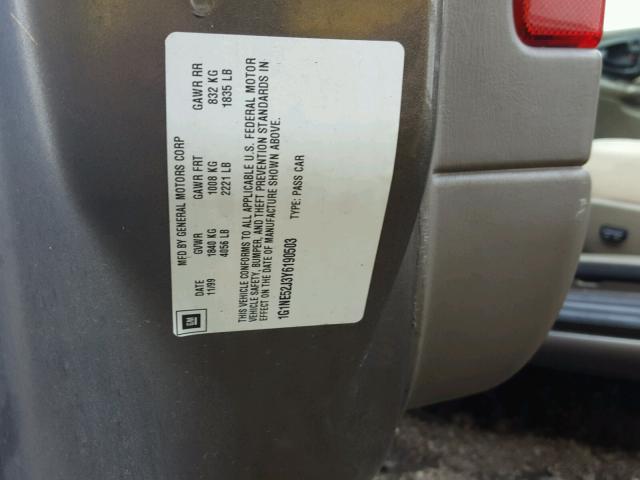 MFD BY GENERAL MOTORS CORP
DATE GVWR GAWR FRT GAWR RR
11/99 1840 KG 1008 KG 832 KG
4056 LB 2221 LB 1835 LB
THIS VEHICLE CONFORMS TO ALL APPLICABLE U.S. FEDERAL MOTOR
VEHICLE SAFETY, BUMPER, AND THEFT PREVENTION STANDARDS IN
EFFECT ON THE DATE OF MANUFACTURE SHOWN ABOVE.
1G1NE52J3Y6190503 TYPE: PASS CAR
GM